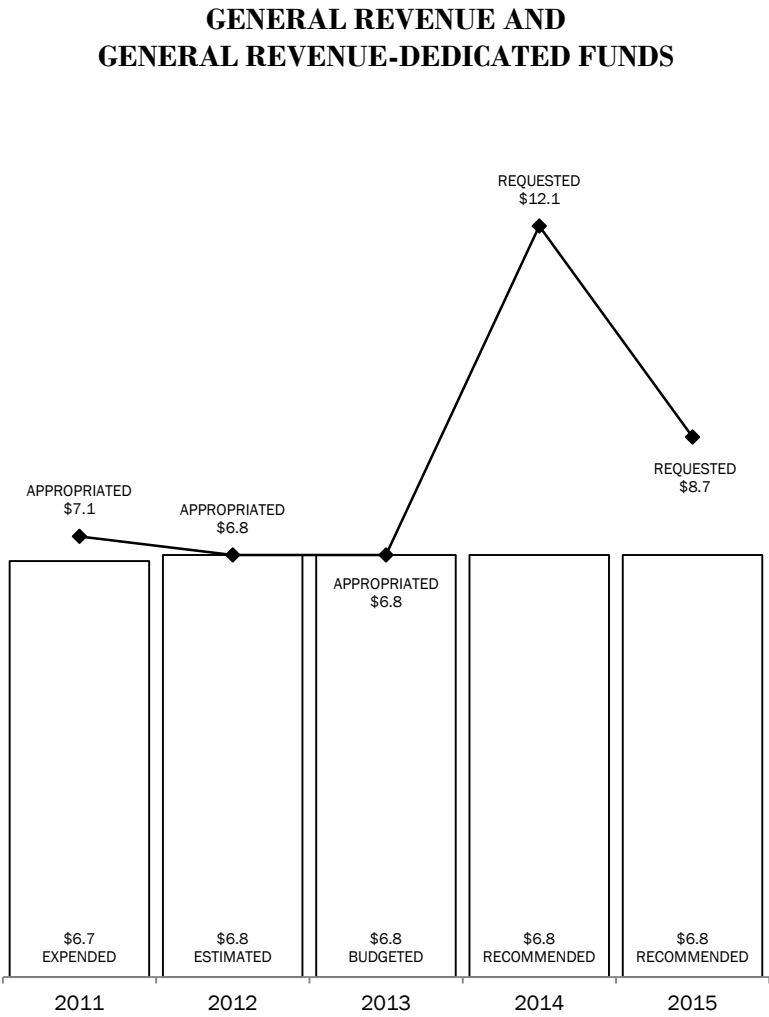 GENERAL REVENUE AND
GENERAL REVENUE-DEDICATED FUNDS
REQUESTED
$12.1
REQUESTED
$8.7
APPROPRIATED
$7.1
APPROPRIATED
$6.8
APPROPRIATED
$6.8
$6.7
EXPENDED
$6.8
ESTIMATED
$6.8
BUDGETED
$6.8
RECOMMENDED
$6.8
RECOMMENDED
2011
2012
2013
2014
2015